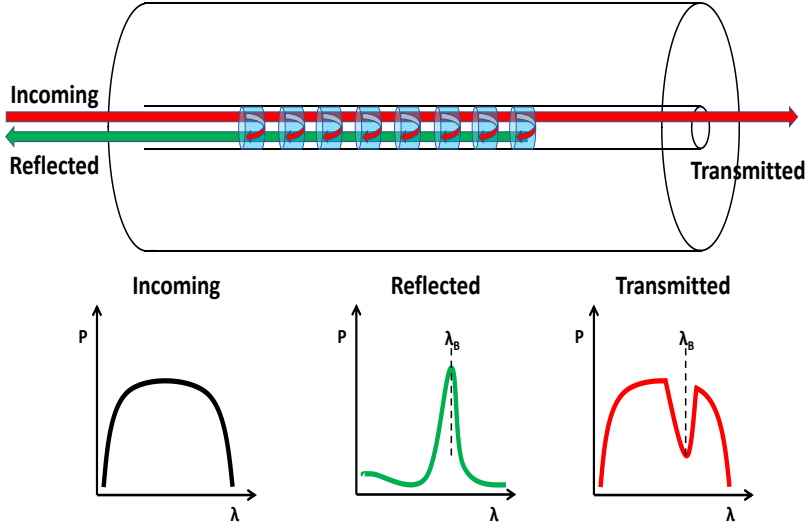 Incoming
Reflected
Transmitted
Incoming
Reflected
Transmitted
P
λ
P
λB
λ
P
λB
λ